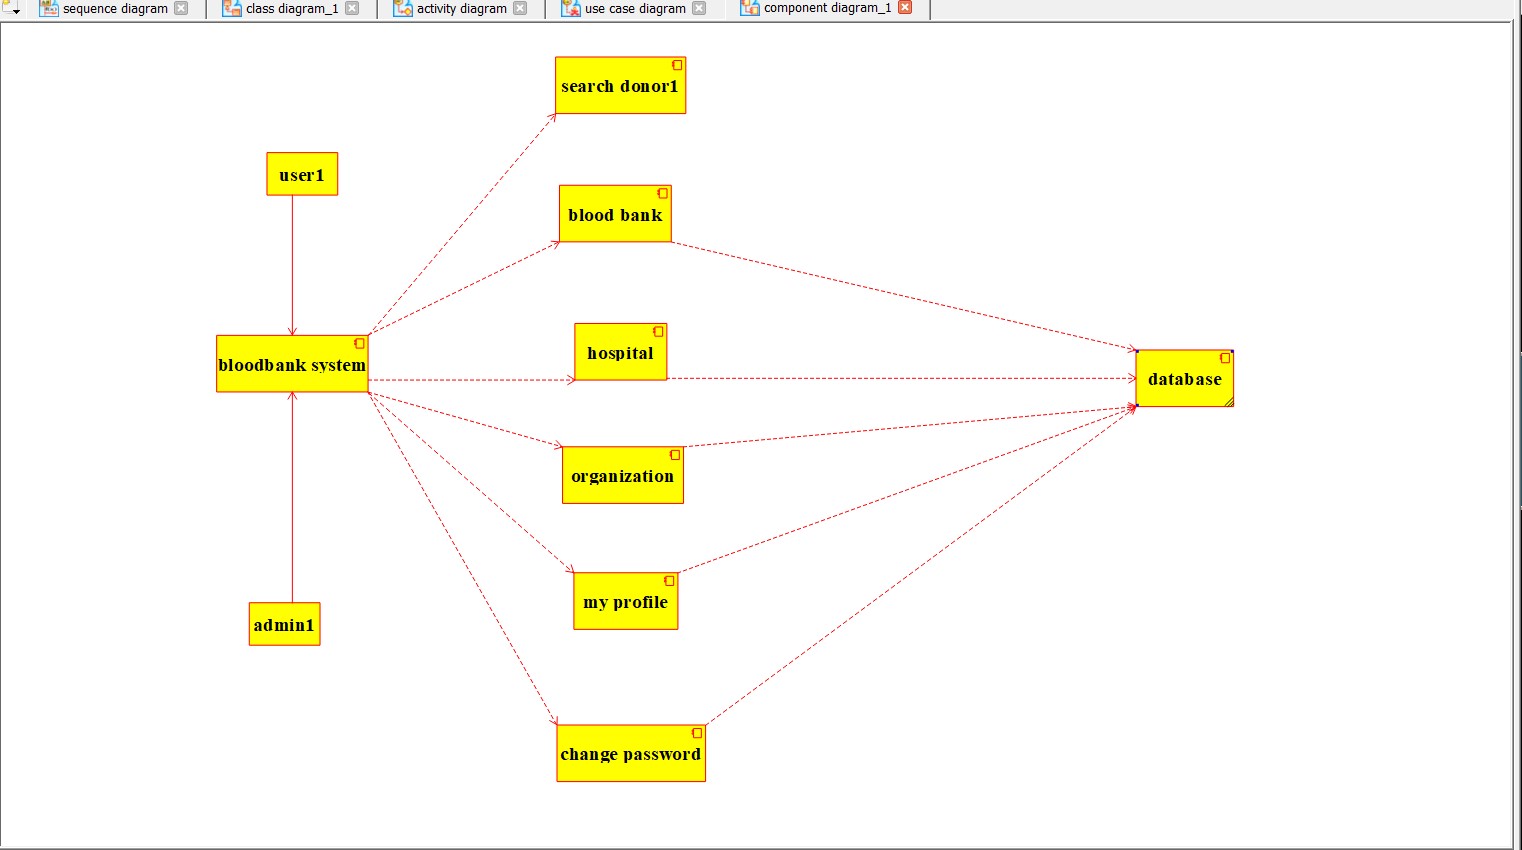 sequence diagram
class diagram_1
activity diagram
use case diagram
component diagram_1
search donor1
user1
blood bank
hospital
bloodbank system
database
organization
my profile
admin1
change password